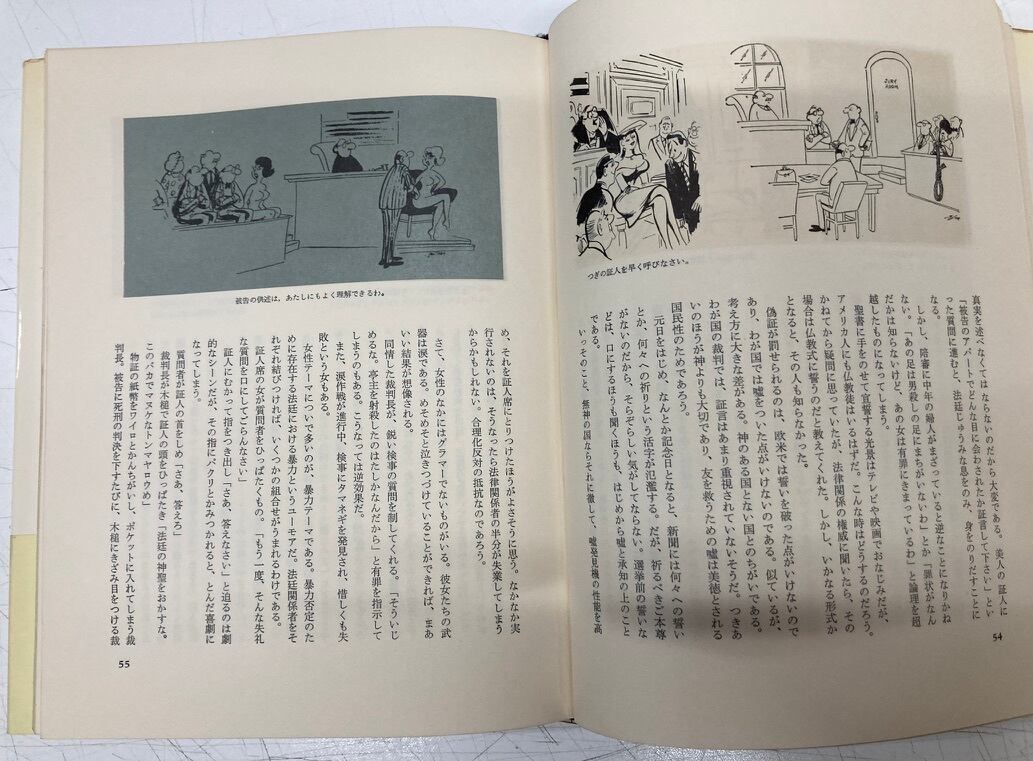 JURY
ROOM
つぎの証人を早く呼びなさい。
真実を述べなくてはならないのだから大変である。美人の証人に
「被告のアパートでどんな目に会わされたか証言して下さい」とい
った質問に進むと、法廷じゅうみな息をのみ、身をのりだすことに
なる。
しかし、陪審に中年の婦人がまざっていると逆なことになりかね
ない。「あの足は男殺しの足にまちがいないわ」とか「罪状がなん
だかは知らないけど、あの女は有罪にきまっているわ」と論理を超
越したものになってしまう。
聖書に手をのせて宣誓する光景はテレビや映画でおなじみだが、
アメリカ人にも仏教徒はいるはずだ。こんな時はどうするのだろう。
かねてから疑問に思っていたが、法律関係の権威に聞いたら、その
場合は仏教式に誓うのだと教えてくれた。しかし、いかなる形式か
となると、その人も知らなかった。
偽証が罰せられるのは、欧米では誓いを破った点がいけないので
あり、わが国では嘘をついた点がいけないのである。似ているが、
考え方に大きな差がある。神のある国とない国とのちがいである。
わが国の裁判では、証言はあまり重視されていないそうだ。つきあ
いのほうが神よりも大切であり、友を救うための嘘は美徳とされる
国民性のためであろう。
元日をはじめ、なんとか記念日となると、新聞には何々への誓い
とか、何々への祈りという活字が氾濫する。だが、祈るべきご本尊
がないのだから、そらぞらしい気がしてならない。選挙前の誓いな
どは、口にするほうも聞くほうも、はじめから嘘と承知の上のこと
である。
いっそのこと、無神の国ならそれに徹して、嘘発見機の性能を高
54
被告の供述は、あたしにもよく理解できるわ。
め、それを証人席にとりつけたほうがよさそうに思う。なかなか実
行されないのは、そうなったら法律関係者の半分が失業してしまう
からかもしれない。合理化反対の抵抗なのであろう。
さて、女性のなかにはグラマーでないものがいる。彼女たちの武
器は涙である。めそめそと泣きつづけていることができれば、まあ
いい結果が想像される。
同情した裁判長が、鋭い検事の質問を制してくれる。「そういじ
めるな。亭主を射殺したのはたしかなんだから」と有罪を指示して
しまうのもある。こうなっては逆効果だ。
また、涙作戦が進行中、検事にタマネギを発見され、惜しくも失
敗という女もある。
女性テーマについで多いのが、暴力テーマである。暴力否定のた
めに存在する法廷における暴力というユーモアだ。法廷関係者をそ
れぞれ結びつければ、いくつかの組合せがうまれるわけである。
証人席の女が質問者をひっぱたくもの。「もう一度、そんな失礼
な質問を口にしてごらんなさい」
証人にむかって指をつき出し「さあ、答えなさい」と迫るのは劇
的なシーンだが、その指にパクリとかみつかれると、とんだ喜劇に
なってしまう。
質問者が証人の首をしめ「さあ、答えろ」
裁判長が木槌で証人の頭をひっぱたき「法廷の神聖をおかすな。
このバカでマヌケなトンマヤロウめ」
物証の紙幣をワイロとかんちがいし、ポケットに入れてしまう裁
判長。被告に死刑の判決を下すたびに、木槌にきざみ目をつける裁
55